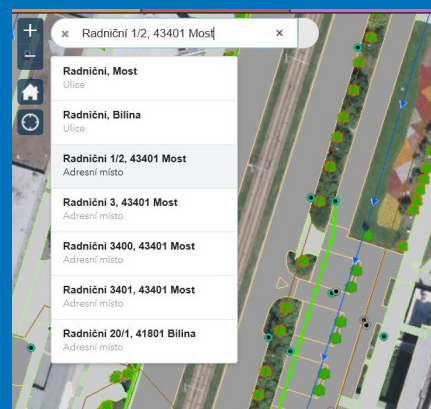 Radniční 1/2, 43401 Most
Radniční, Most
Ulice
Radniční, Bílina
Ulice
Radniční 1/2, 43401 Most
Adresní místo
Radniční 3, 43401 Most
Adresní místo
Radniční 3400, 43401 Most
Adresní místo
Radniční 3401, 43401 Most
Adresní místo
Radniční 20/1, 41801 Bílina
Adresní místo